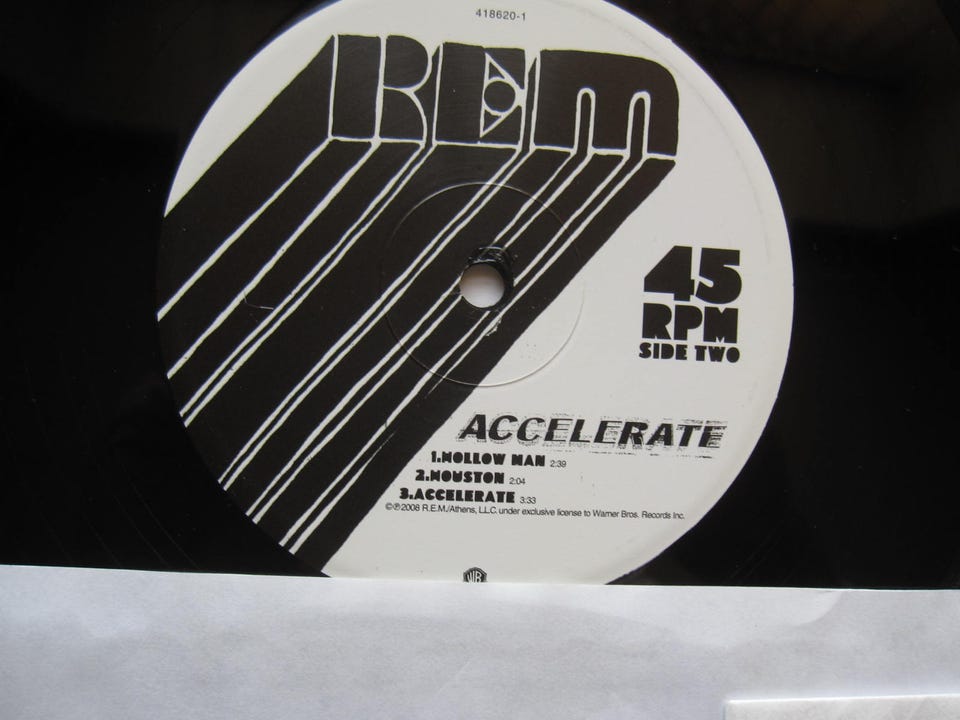 418620-1
REM
45
RPM
SIDE TWO
ACCELERATE
1.HOLLOW MAN 2:39
2.HOUSTON 2:04
3.ACCELERATE 3:33
©℗2008 R.E.M./Athens, L.L.C. under exclusive license to Warner Bros. Records Inc.
WB